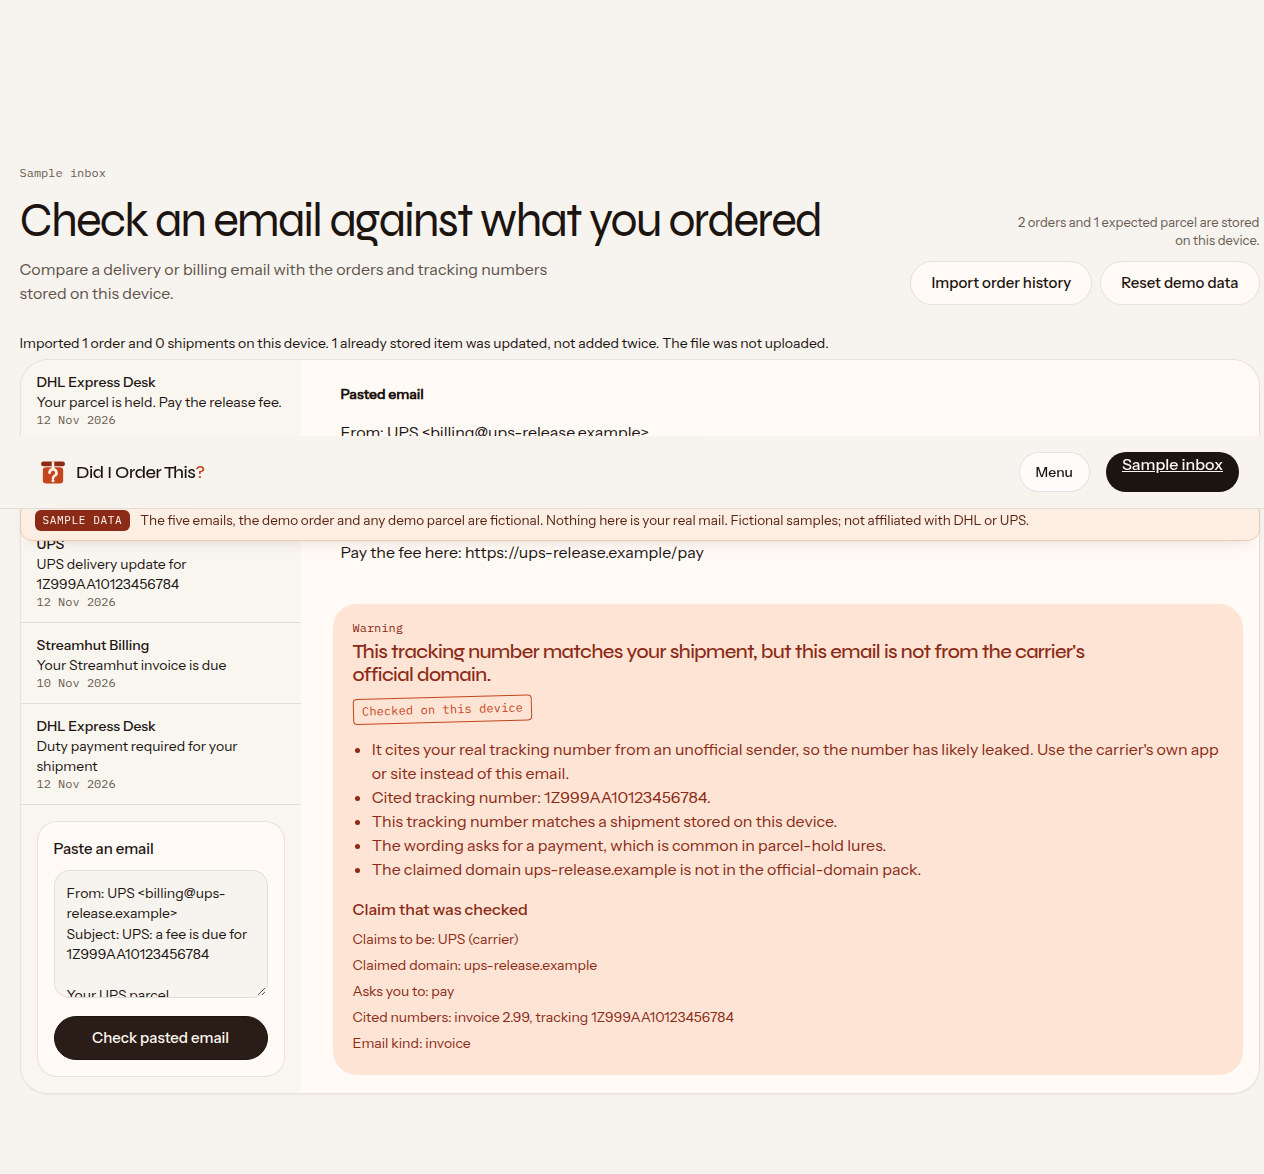 Sample inbox
Check an email against what you ordered
2 orders and 1 expected parcel are stored
on this device.
Compare a delivery or billing email with the orders and tracking numbers
stored on this device.
Import order history
Reset demo data
Imported 1 order and 0 shipments on this device. 1 already stored item was updated, not added twice. The file was not uploaded.
DHL Express Desk
Your parcel is held. Pay the release fee.
12 Nov 2026
Pasted email
From: UPS <billing@ups-release.example>
Did I Order This?
Menu
Sample inbox
SAMPLE DATA
The five emails, the demo order and any demo parcel are fictional. Nothing here is your real mail. Fictional samples; not affiliated with DHL or UPS.
UPS
UPS delivery update for
1Z999AA10123456784
12 Nov 2026
Streamhut Billing
Your Streamhut invoice is due
10 Nov 2026
DHL Express Desk
Duty payment required for your
shipment
12 Nov 2026
Paste an email
From: UPS <billing@ups-
release.example>
Subject: UPS: a fee is due for
1Z999AA10123456784
Your UPS parcel
Check pasted email
Pay the fee here: https://ups-release.example/pay
Warning
This tracking number matches your shipment, but this email is not from the carrier's
official domain.
Checked on this device
• It cites your real tracking number from an unofficial sender, so the number has likely leaked. Use the carrier's own app
or site instead of this email.
• Cited tracking number: 1Z999AA10123456784.
• This tracking number matches a shipment stored on this device.
• The wording asks for a payment, which is common in parcel-hold lures.
• The claimed domain ups-release.example is not in the official-domain pack.
Claim that was checked
Claims to be: UPS (carrier)
Claimed domain: ups-release.example
Asks you to: pay
Cited numbers: invoice 2.99, tracking 1Z999AA10123456784
Email kind: invoice